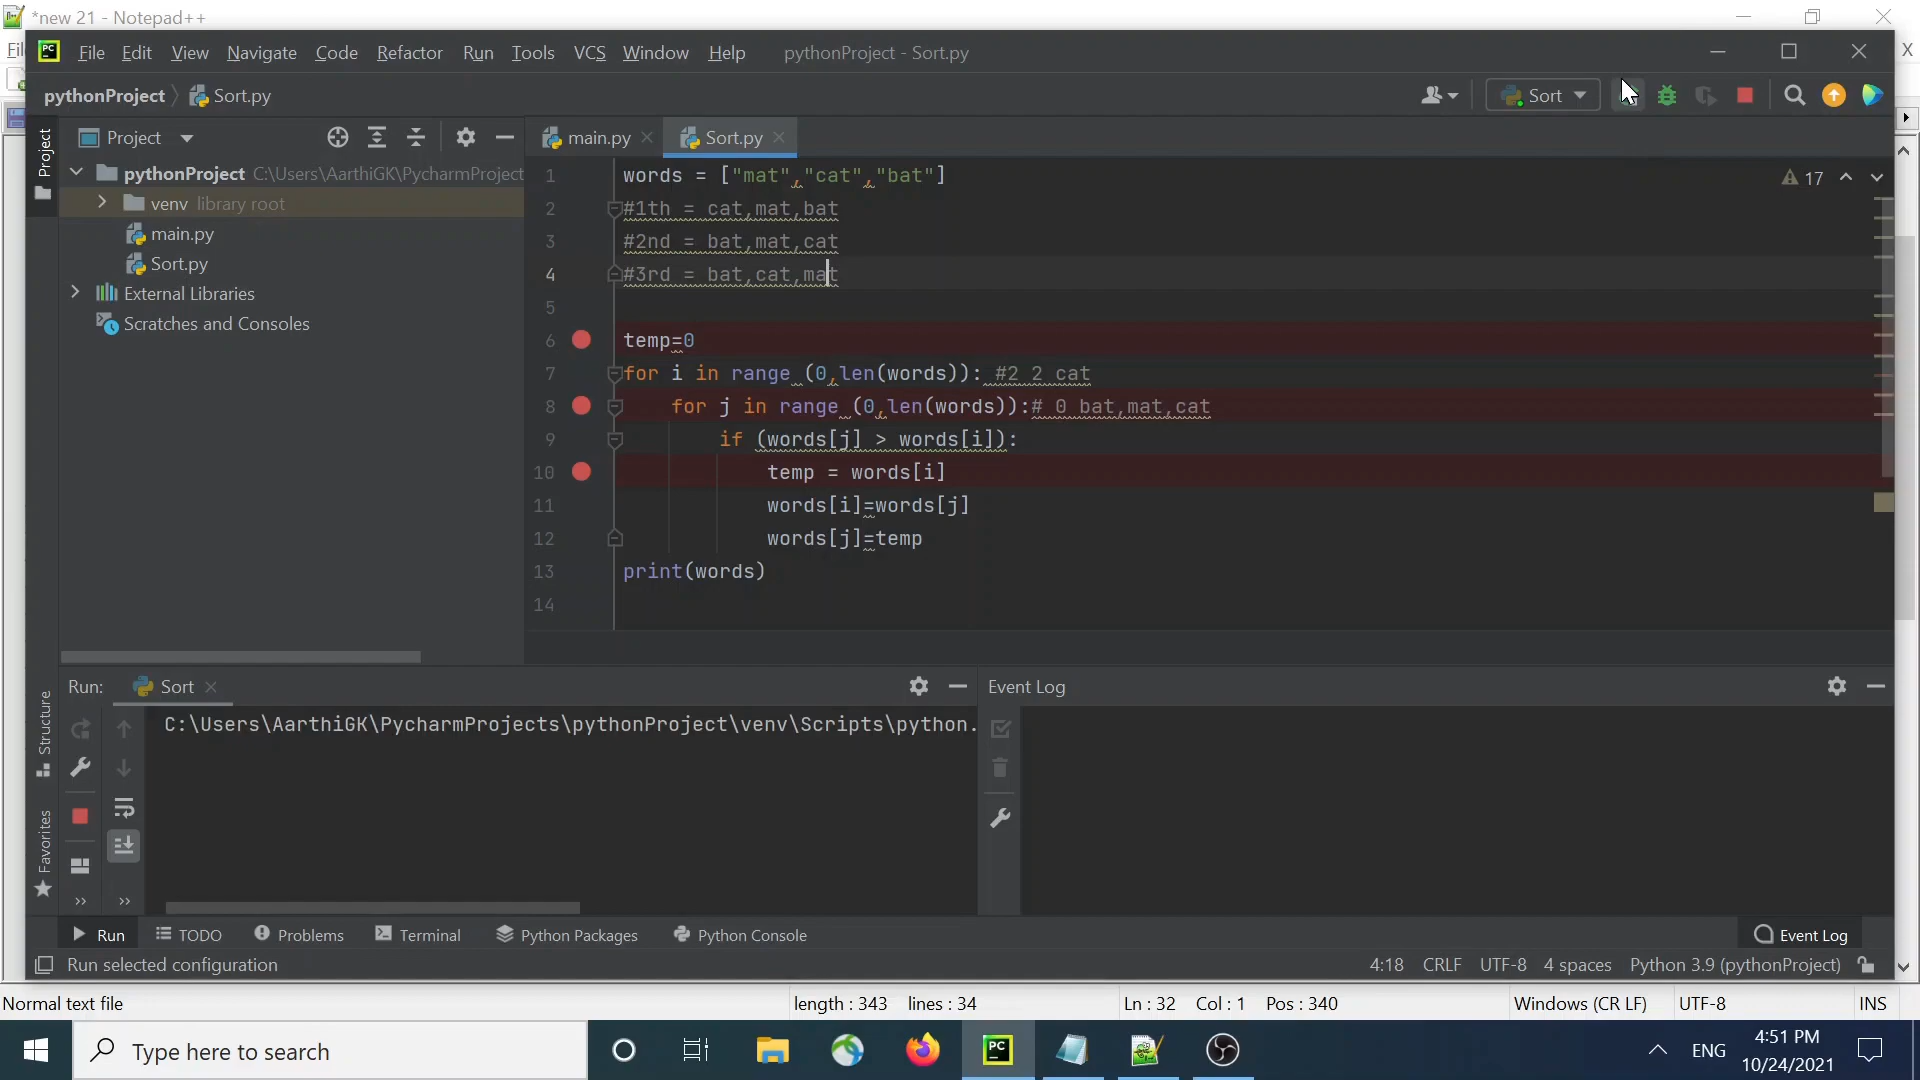 *new 21 - Notepad++
File Edit View Navigate Code Refactor Run Tools VCS Window Help pythonProject - Sort.py
X
pythonProject Sort.py
Sort
Project
Project
main.py
Sort.py
pythonProject C:\Users\AarthiGK\PycharmProject
venv library root
main.py
Sort.py
External Libraries
Scratches and Consoles
17
1 words = ["mat","cat","bat"]
2 #1th = cat,mat,bat
3 #2nd = bat,mat,cat
4 #3rd = bat,cat,mat
5
6 temp=0
7 for i in range (0,len(words)): #2 2 cat
8 for j in range (0,len(words)):# 0 bat,mat,cat
9 if (words[j] > words[i]):
10 temp = words[i]
11 words[i]=words[j]
12 words[j]=temp
13 print(words)
14
Structure
Favorites
Run: Sort
C:\Users\AarthiGK\PycharmProjects\pythonProject\venv\Scripts\python.
Event Log
Run TODO Problems Terminal Python Packages Python Console Event Log
Run selected configuration 4:18 CRLF UTF-8 4 spaces Python 3.9 (pythonProject)
Normal text file length : 343 lines : 34 Ln : 32 Col : 1 Pos : 340 Windows (CR LF) UTF-8 INS
Type here to search
PC
ENG
4:51 PM
10/24/2021